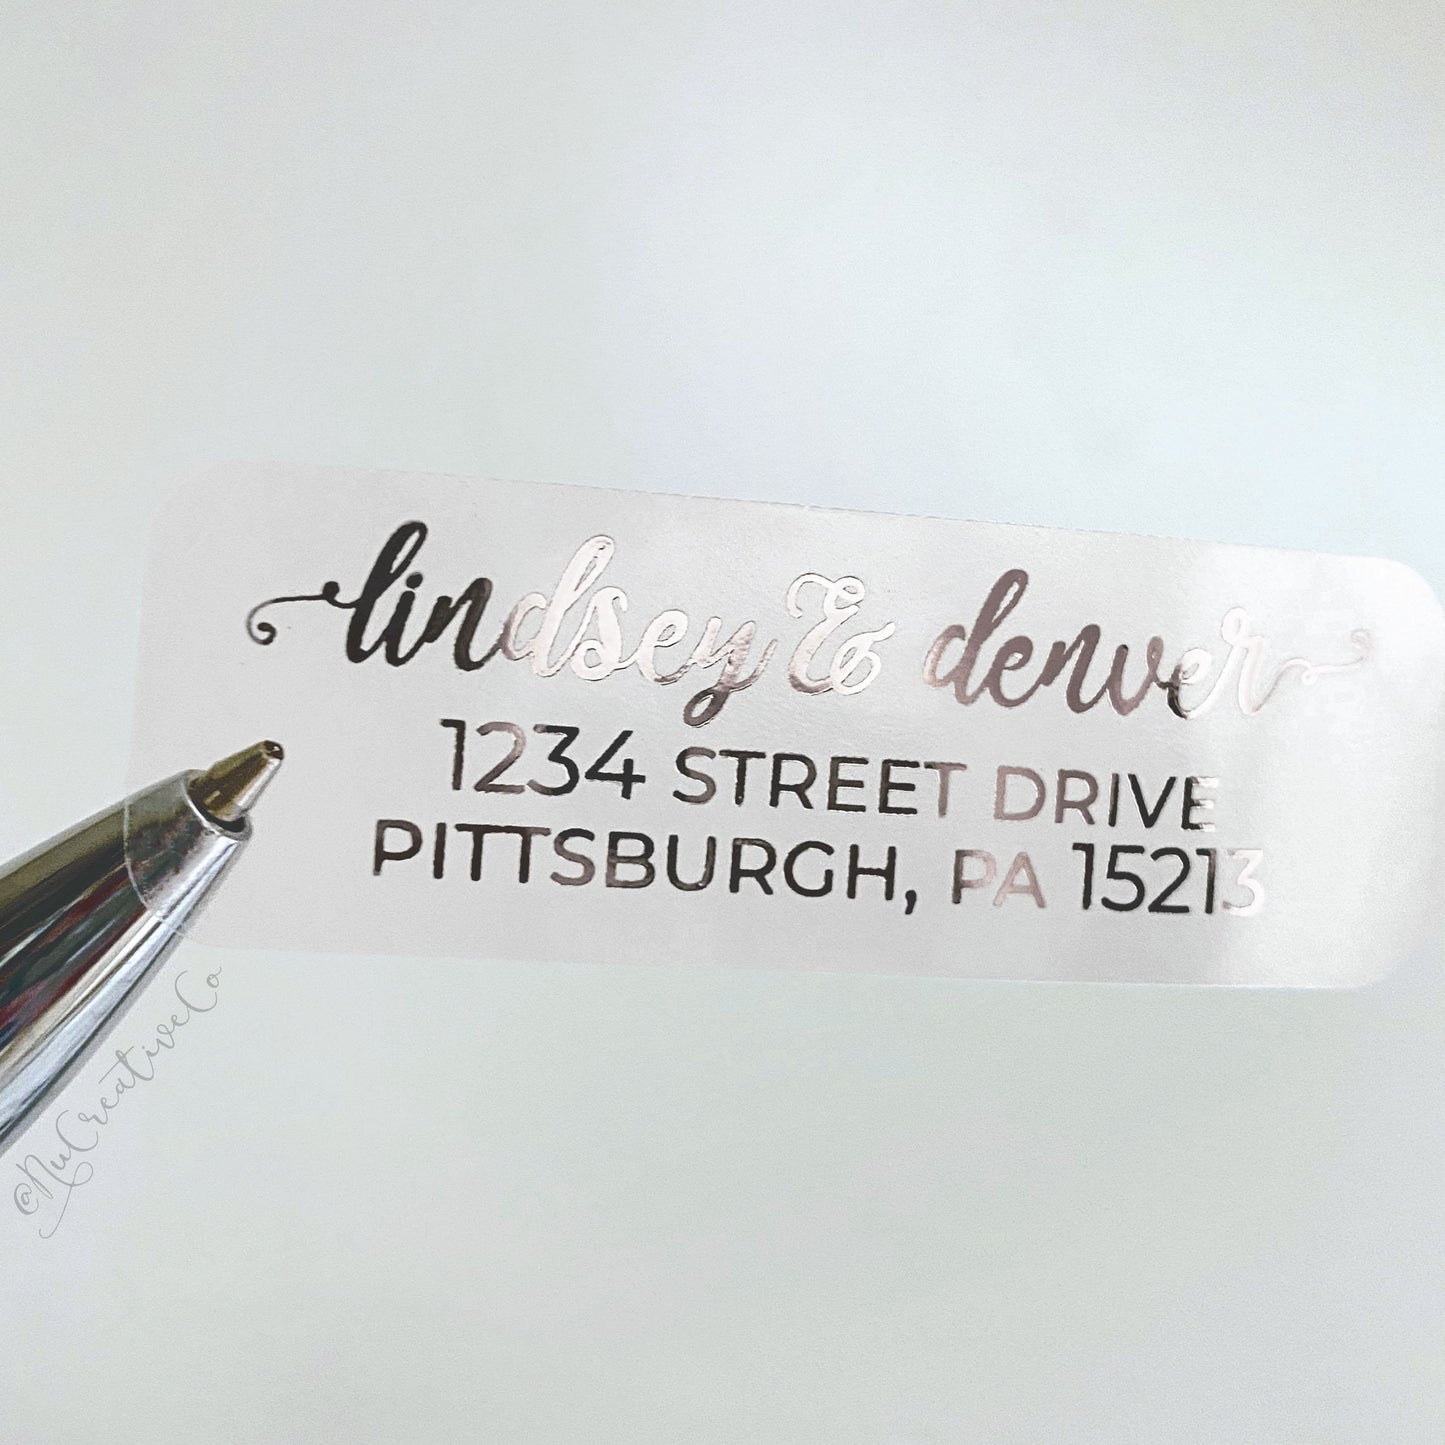 lindsey & denver
1234 STREET DRIVE
PITTSBURGH, PA 15213
@NuCreativeCo